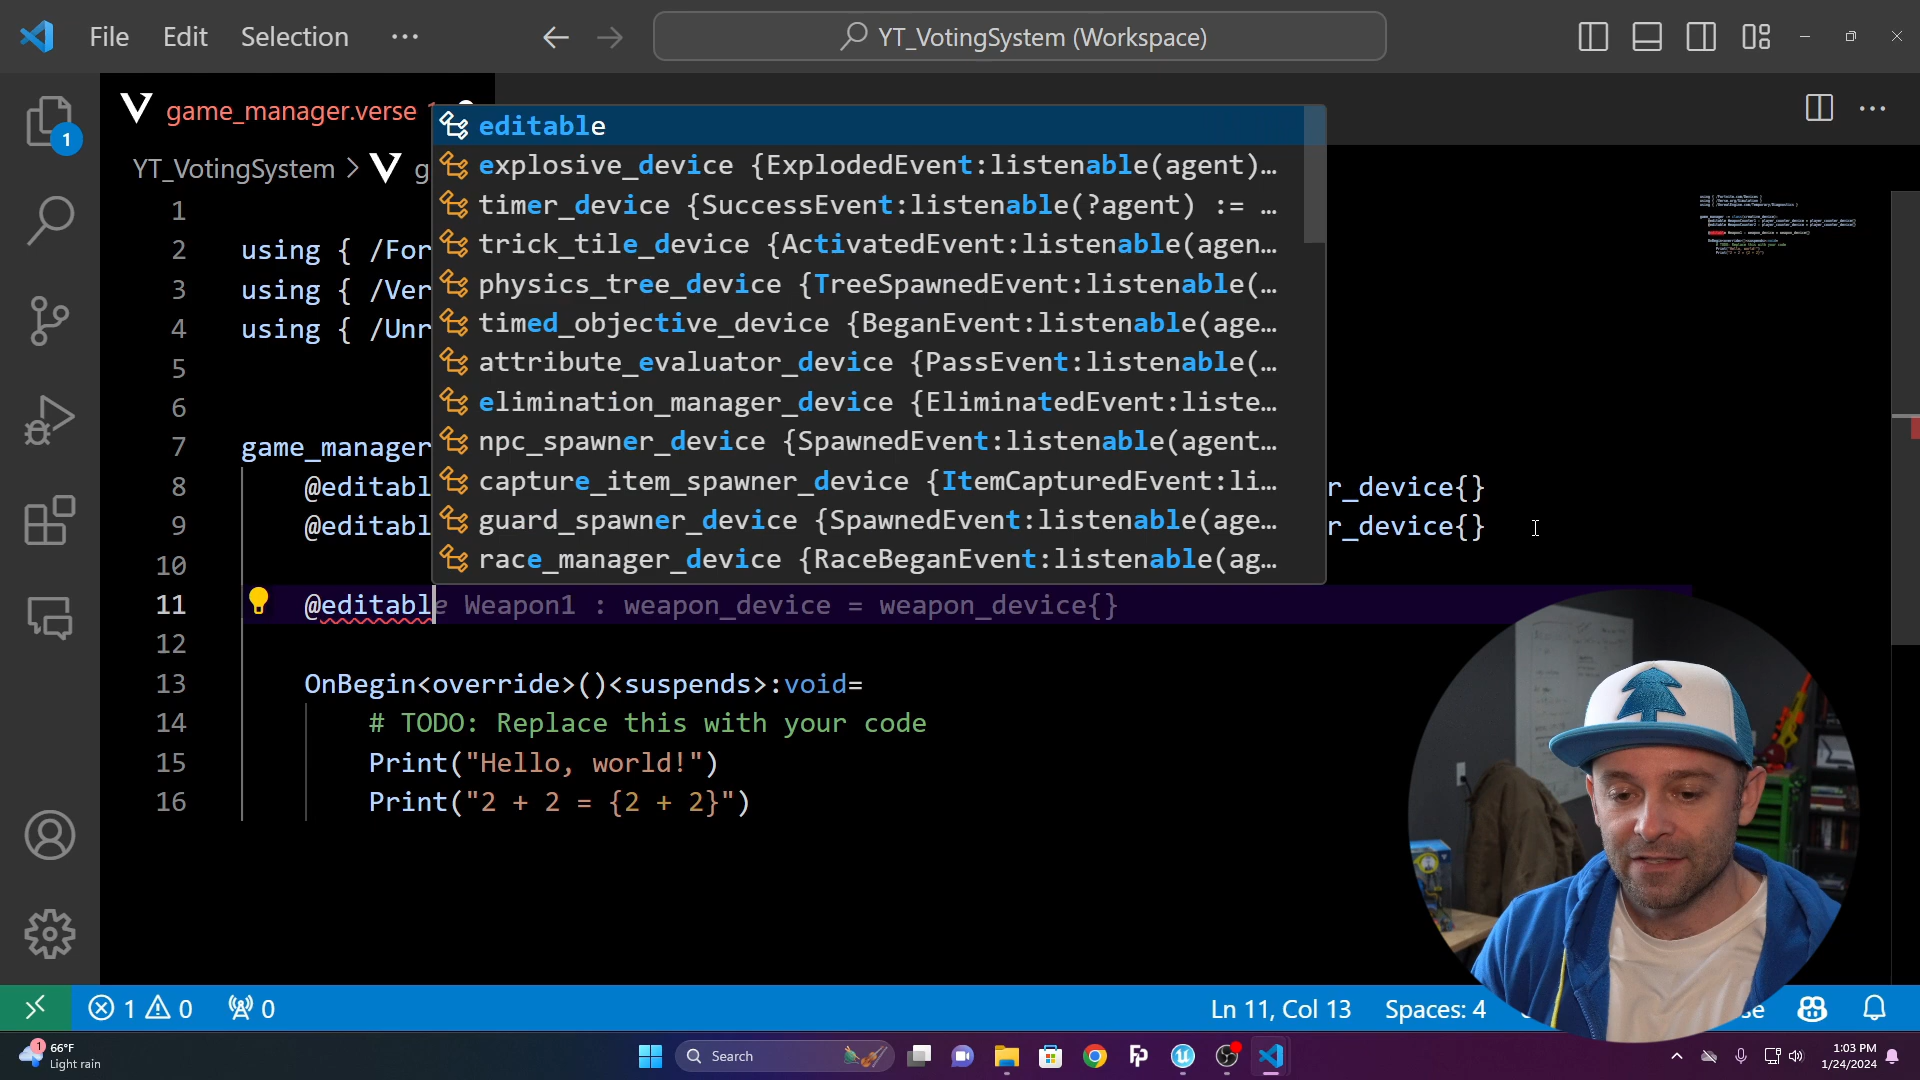 File Edit Selection ···
YT_VotingSystem (Workspace)
game_manager.verse 1
YT_VotingSystem > g
1
1
2 using { /For
3 using { /Ver
4 using { /Unr
5
6
7 game_manager
8 @editabl r_device{}
9 @editabl r_device{}
10
11 @editable Weapon1 : weapon_device = weapon_device{}
12
13 OnBegin<override>()<suspends>:void=
14 # TODO: Replace this with your code
15 Print("Hello, world!")
16 Print("2 + 2 = {2 + 2}")
editable
explosive_device {ExplodedEvent:listenable(agent)…
timer_device {SuccessEvent:listenable(?agent) := …
trick_tile_device {ActivatedEvent:listenable(agen…
physics_tree_device {TreeSpawnedEvent:listenable(…
timed_objective_device {BeganEvent:listenable(age…
attribute_evaluator_device {PassEvent:listenable(…
elimination_manager_device {EliminatedEvent:liste…
npc_spawner_device {SpawnedEvent:listenable(agent…
capture_item_spawner_device {ItemCapturedEvent:li…
guard_spawner_device {SpawnedEvent:listenable(age…
race_manager_device {RaceBeganEvent:listenable(ag…
1 0 0
Ln 11, Col 13 Spaces: 4 se
1
66°F
Light rain
Search
1:03 PM
1/24/2024